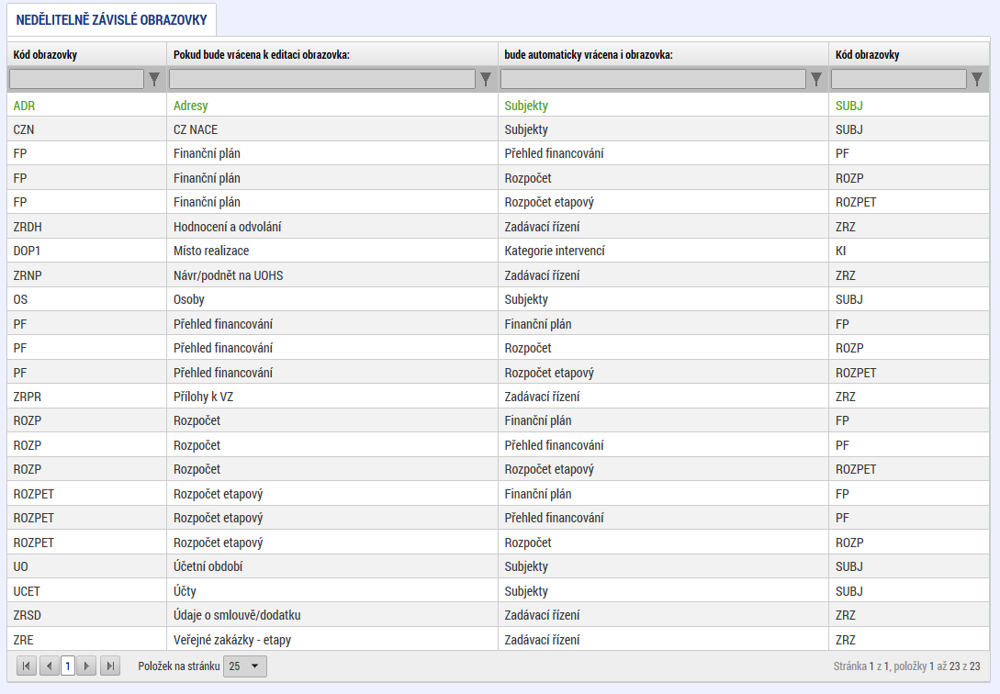 NEDĚLITELNĚ ZÁVISLÉ OBRAZOVKY
Kód obrazovky Pokud bude vrácena k editaci obrazovka: bude automaticky vrácena i obrazovka: Kód obrazovky
ADR Adresy Subjekty SUBJ
CZN CZ NACE Subjekty SUBJ
FP Finanční plán Přehled financování PF
FP Finanční plán Rozpočet ROZP
FP Finanční plán Rozpočet etapový ROZPET
ZRDH Hodnocení a odvolání Zadávací řízení ZRZ
DOP1 Místo realizace Kategorie intervencí KI
ZRNP Návr/podnět na UOHS Zadávací řízení ZRZ
OS Osoby Subjekty SUBJ
PF Přehled financování Finanční plán FP
PF Přehled financování Rozpočet ROZP
PF Přehled financování Rozpočet etapový ROZPET
ZRPR Přílohy k VZ Zadávací řízení ZRZ
ROZP Rozpočet Finanční plán FP
ROZP Rozpočet Přehled financování PF
ROZP Rozpočet Rozpočet etapový ROZPET
ROZPET Rozpočet etapový Finanční plán FP
ROZPET Rozpočet etapový Přehled financování PF
ROZPET Rozpočet etapový Rozpočet ROZP
UO Účetní období Subjekty SUBJ
UCET Účty Subjekty SUBJ
ZRSD Údaje o smlouvě/dodatku Zadávací řízení ZRZ
ZRE Veřejné zakázky - etapy Zadávací řízení ZRZ
1 Položek na stránku 25 Stránka 1 z 1, položky 1 až 23 z 23